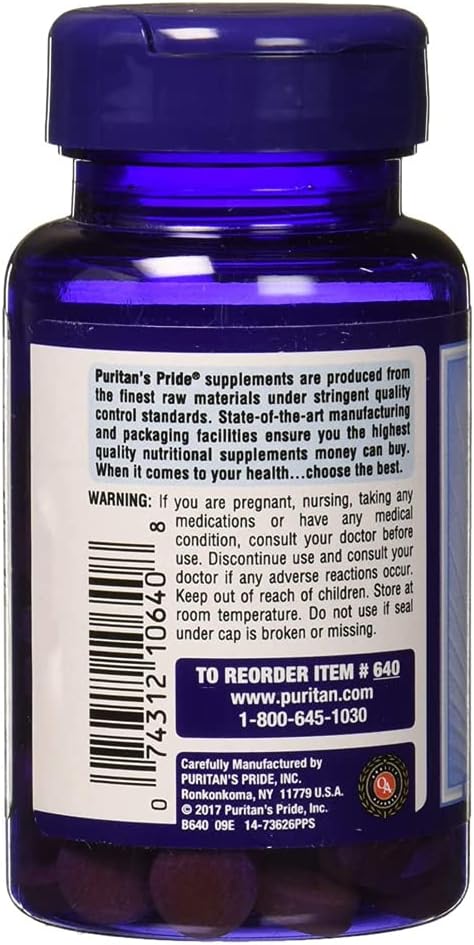 Puritan's Pride® supplements are produced from
the finest raw materials under stringent quality
control standards. State-of-the-art manufacturing
and packaging facilities ensure you the highest
quality nutritional supplements money can buy.
When it comes to your health...choose the best.
WARNING: If you are pregnant, nursing, taking any
medications or have any medical
condition, consult your doctor before
use. Discontinue use and consult your
doctor if any adverse reactions occur.
Keep out of reach of children. Store at
room temperature. Do not use if seal
under cap is broken or missing.
0 74312 10640 8
TO REORDER ITEM # 640
www.puritan.com
1-800-645-1030
Carefully Manufactured by
PURITAN'S PRIDE, INC.
Ronkonkoma, NY 11779 U.S.A.
© 2017 Puritan's Pride, Inc.
B640 09E 14-73626PPS
QA